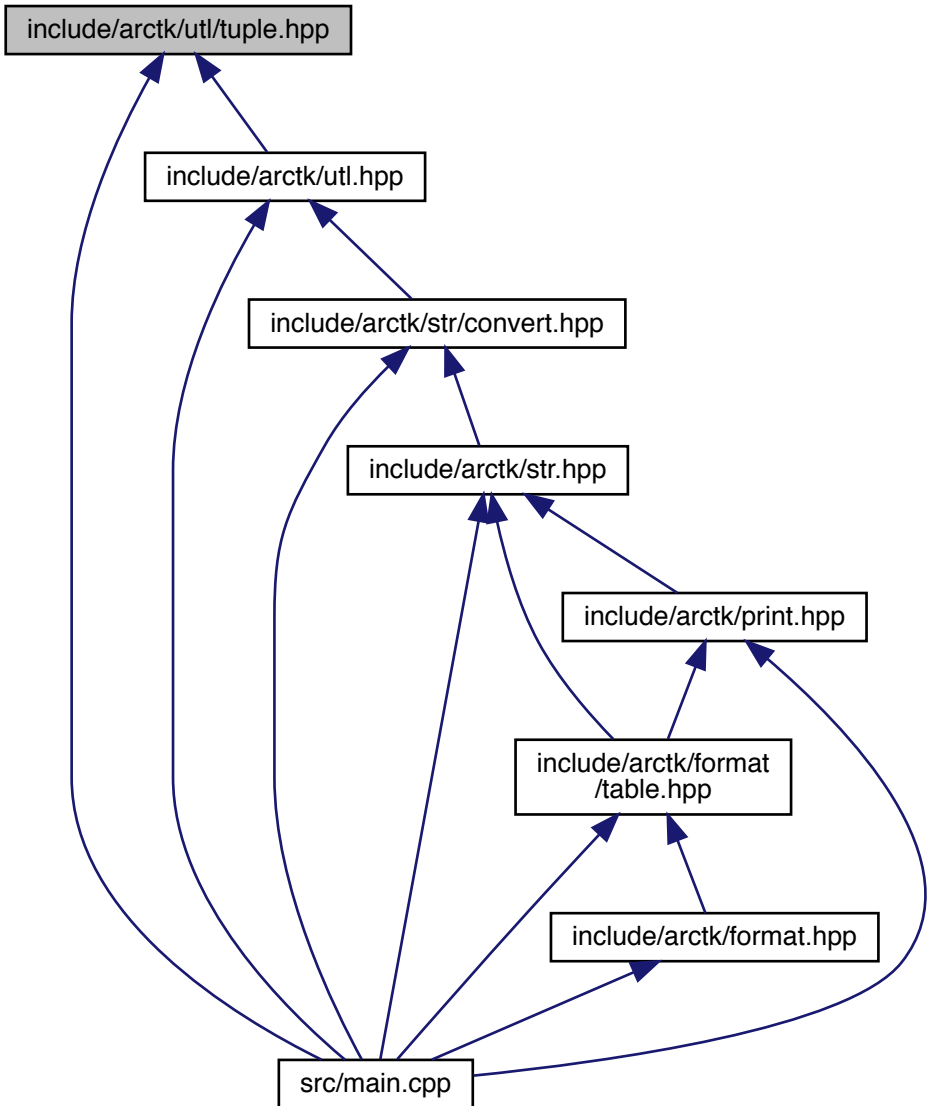 include/arctk/utl/tuple.hpp
include/arctk/utl.hpp
include/arctk/str/convert.hpp
include/arctk/str.hpp
include/arctk/print.hpp
include/arctk/format
/table.hpp
include/arctk/format.hpp
src/main.cpp